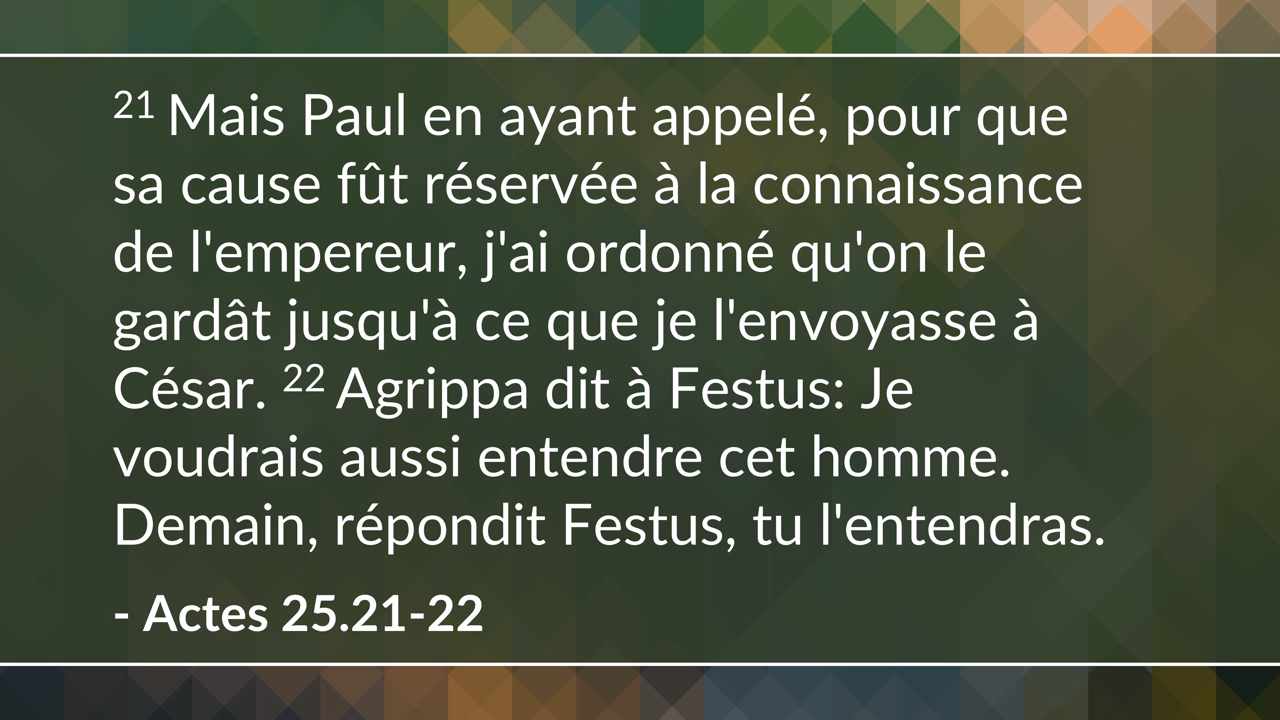 21 Mais Paul en ayant appelé, pour que
sa cause fût réservée à la connaissance
de l'empereur, j'ai ordonné qu'on le
gardât jusqu'à ce que je l'envoyasse à
César. 22 Agrippa dit à Festus: Je
voudrais aussi entendre cet homme.
Demain, répondit Festus, tu l'entendras.
- Actes 25.21-22